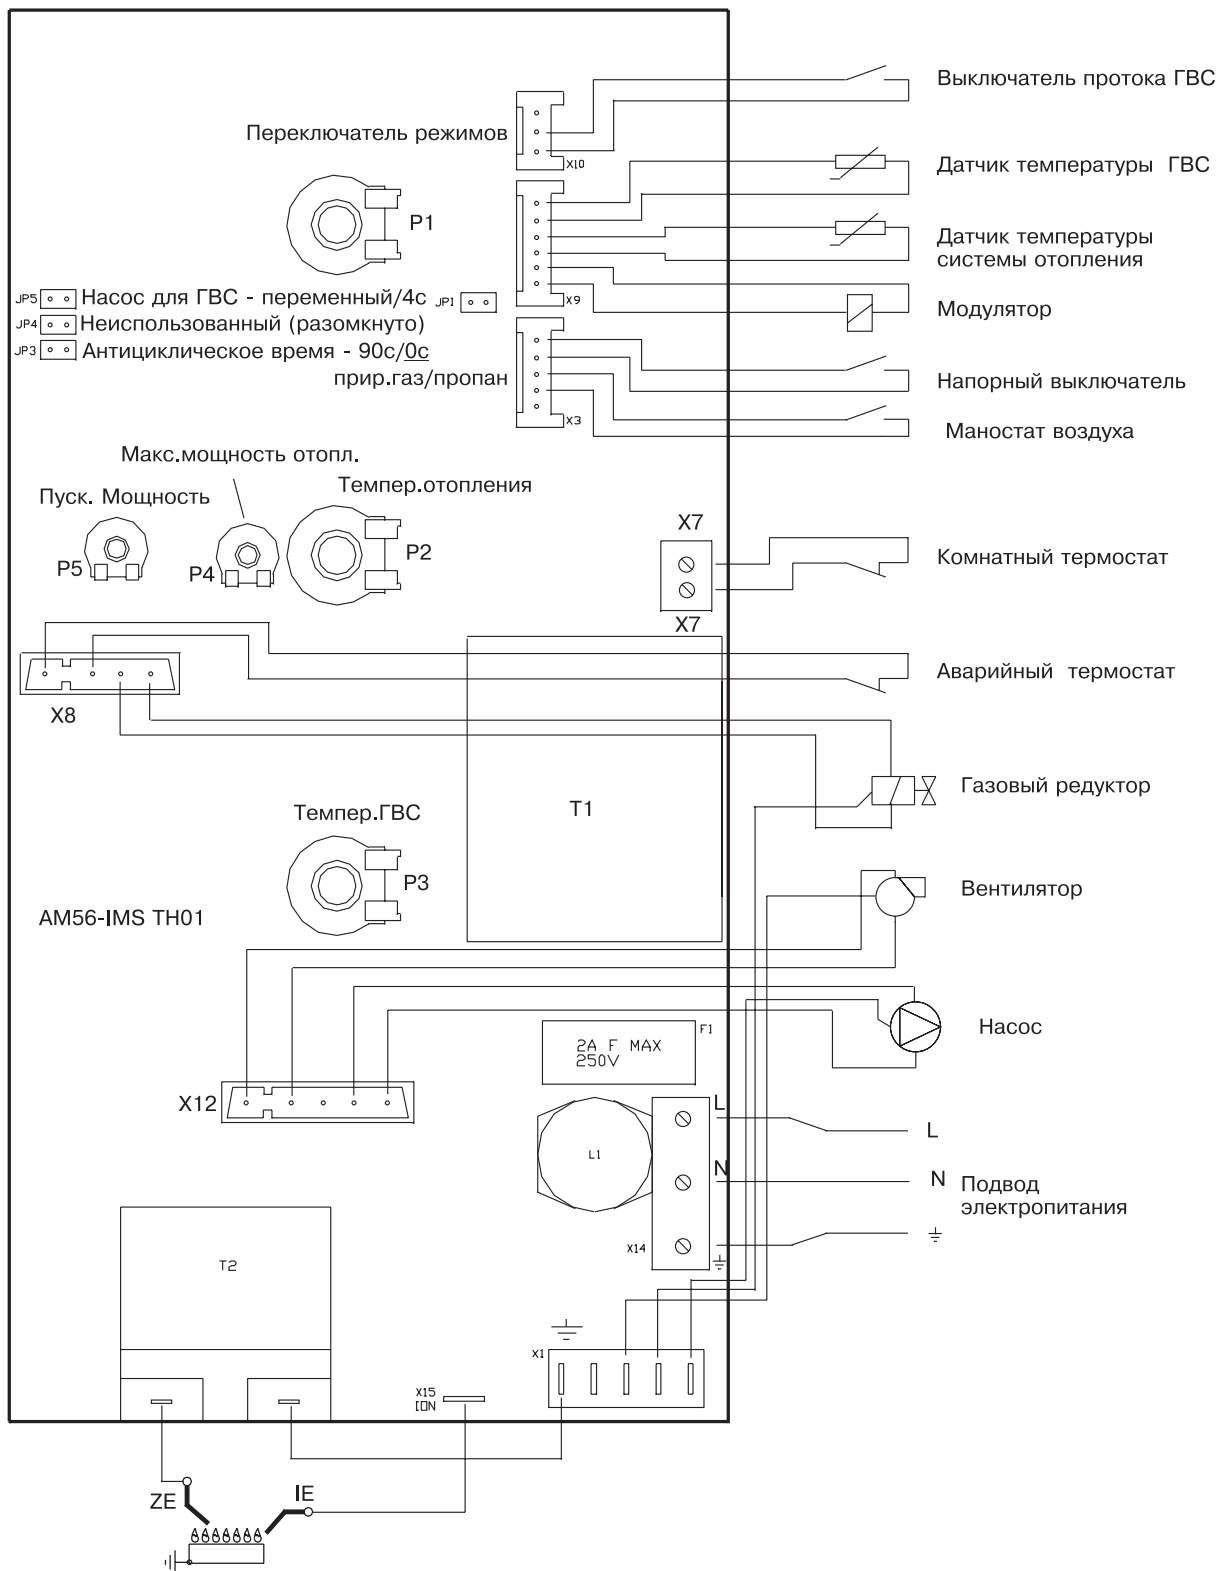 Выключатель протока ГВС
Переключатель режимов
X10
Датчик температуры ГВС
P1
Датчик температуры
системы отопления
JP5 Насос для ГВС - переменный/4с JP1
X9
Модулятор
JP4 Неиспользованный (разомкнуто)
JP3 Антициклическое время - 90с/0с
прир.газ/пропан
Напорный выключатель
X3
Маностат воздуха
Макс.мощность отопл.
Пуск. Мощность
Темпер.отопления
X7
P5
P4
P2
Комнатный термостат
X7
Аварийный термостат
X8
Газовый редуктор
Темпер.ГВС
T1
P3
Вентилятор
AM56-IMS TH01
Насос
F1
2A F MAX
250V
X12
L
L
L1
N
N
Подвод
электропитания
X14
T2
X1
X15
ION
ZE
IE